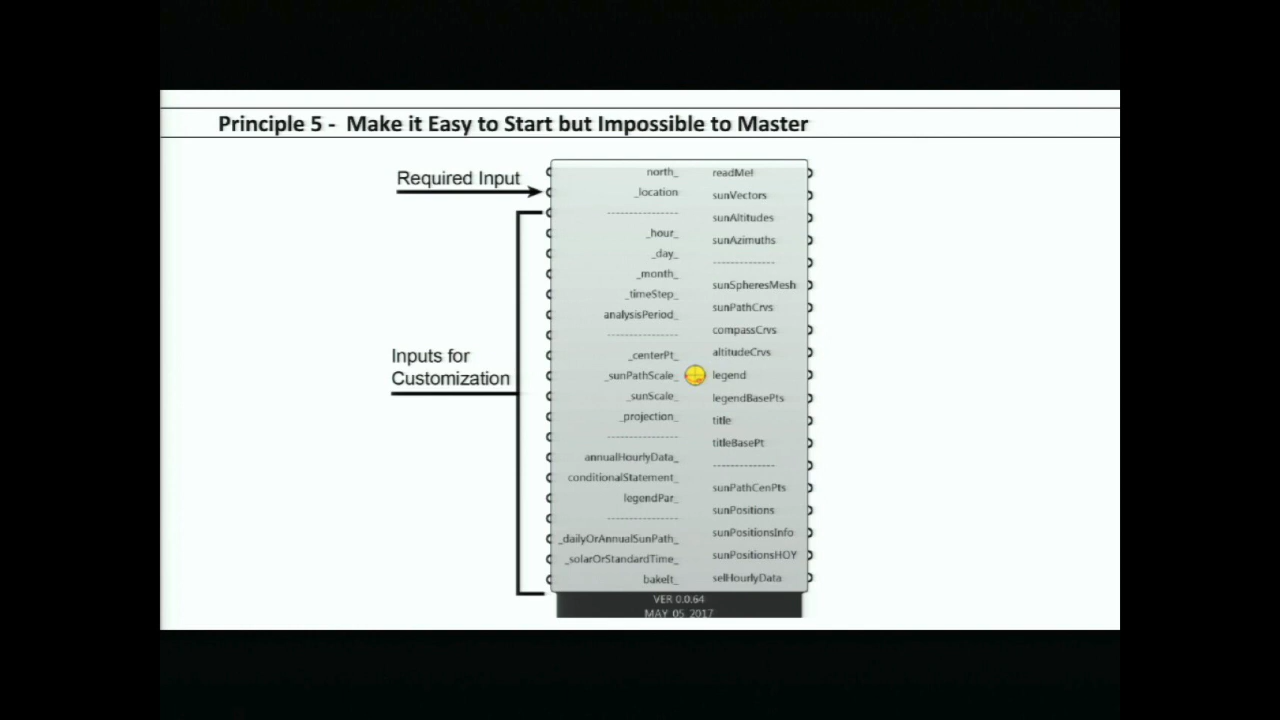 Principle 5 - Make it Easy to Start but Impossible to Master
Required Input
Inputs for
Customization
north_
_location
----------------
_hour_
_day_
_month_
_timeStep_
analysisPeriod_
----------------
_centerPt_
_sunPathScale_
_sunScale_
_projection_
----------------
annualHourlyData_
conditionalStatement_
legendPar_
----------------
_dailyOrAnnualSunPath_
_solarOrStandardTime_
bakeIt_
readMe!
sunVectors
sunAltitudes
sunAzimuths
--------------
sunSpheresMesh
sunPathCrvs
compassCrvs
altitudeCrvs
legend
legendBasePts
title
titleBasePt
--------------
sunPathCenPts
sunPositions
sunPositionsInfo
sunPositionsHOY
selHourlyData
VER 0.0.64
MAY_05_2017